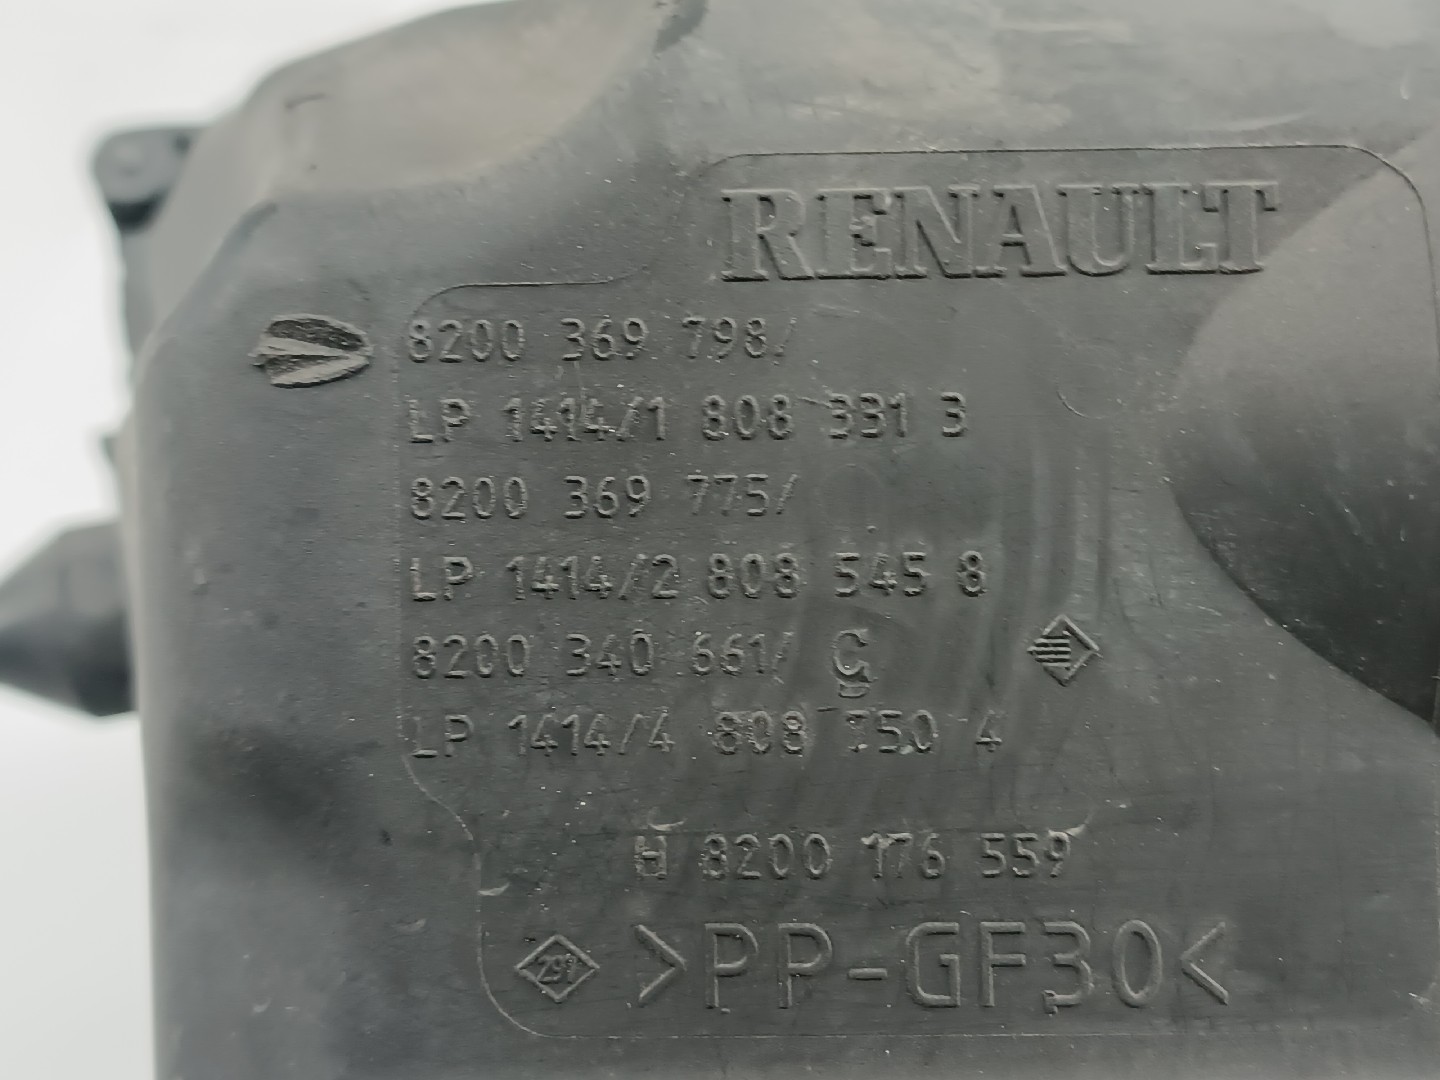 RENAULT
8200 369 798/
LP 1414/1 808 331 3
8200 369 775/
LP 1414/2 808 545 8
8200 340 661/ C
LP 1414/4 808 750 4
H 8200 176 559
>PP-GF30<